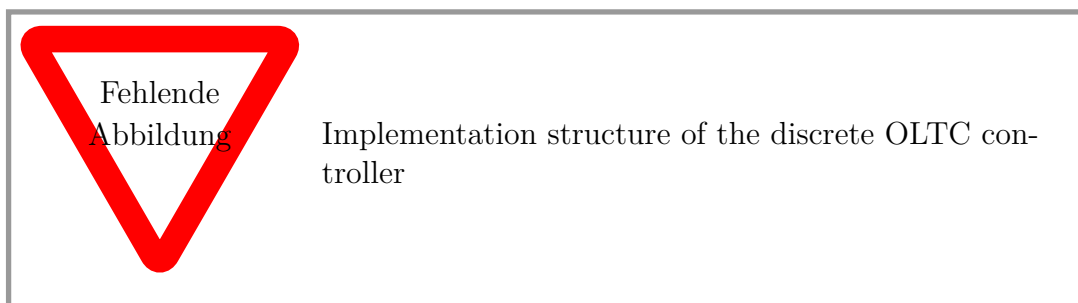 Fehlende
Abbildung
Implementation structure of the discrete OLTC con-
troller